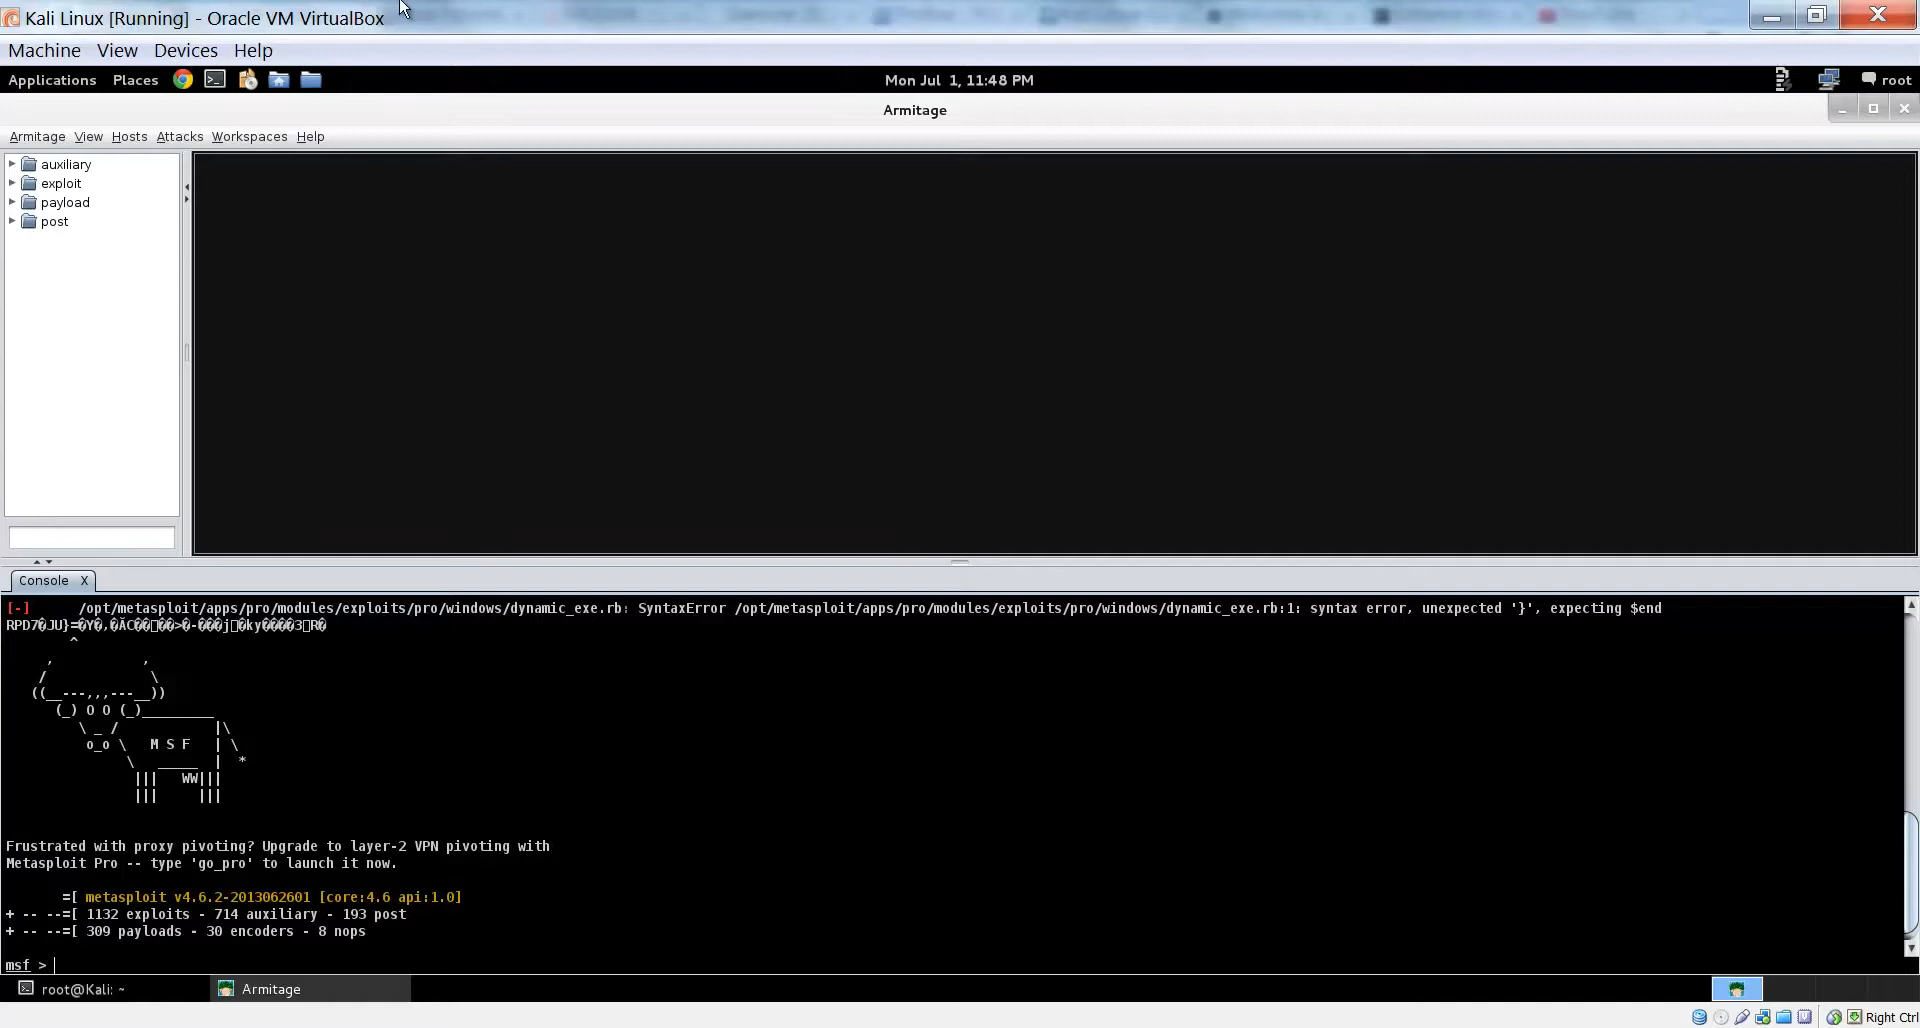 Kali Linux [Running] - Oracle VM VirtualBox
Machine View Devices Help
Applications Places Mon Jul 1, 11:48 PM root
Armitage
Armitage View Hosts Attacks Workspaces Help
auxiliary
exploit
payload
post
Console X
[-] /opt/metasploit/apps/pro/modules/exploits/pro/windows/dynamic_exe.rb: SyntaxError /opt/metasploit/apps/pro/modules/exploits/pro/windows/dynamic_exe.rb:1: syntax error, unexpected '}', expecting $end
M S F
Frustrated with proxy pivoting? Upgrade to layer-2 VPN pivoting with
Metasploit Pro -- type 'go_pro' to launch it now.
=[ metasploit v4.6.2-2013062601 [core:4.6 api:1.0]
+ -- --=[ 1132 exploits - 714 auxiliary - 193 post
+ -- --=[ 309 payloads - 30 encoders - 8 nops
msf >
root@Kali: ~ Armitage
Right Ctrl